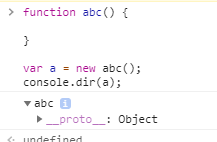 > function abc() {
}
var a = new abc();
console.dir(a);
▼ abc i
▶ __proto__: Object
undefined